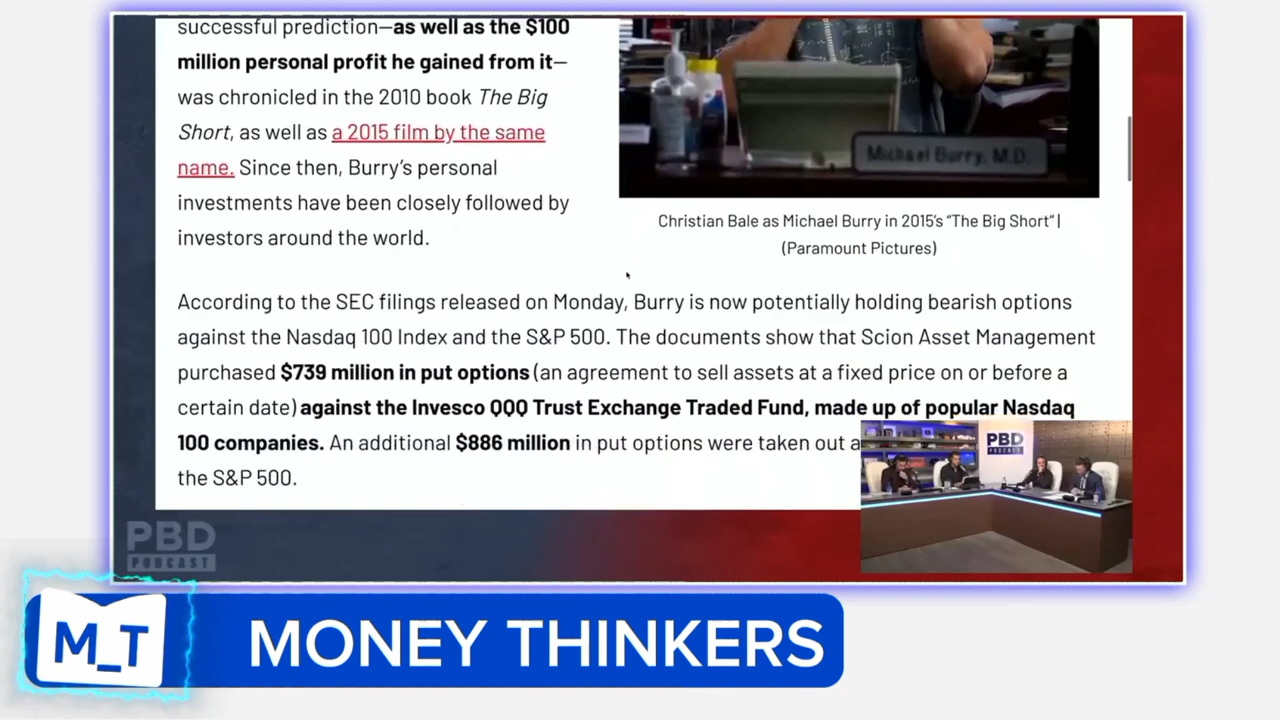 successful prediction—as well as the $100
million personal profit he gained from it—
was chronicled in the 2010 book The Big
Short, as well as a 2015 film by the same
name. Since then, Burry’s personal
investments have been closely followed by
investors around the world.
Michael Burry, M.D.
Christian Bale as Michael Burry in 2015’s “The Big Short” |
(Paramount Pictures)
According to the SEC filings released on Monday, Burry is now potentially holding bearish options
against the Nasdaq 100 Index and the S&P 500. The documents show that Scion Asset Management
purchased $739 million in put options (an agreement to sell assets at a fixed price on or before a
certain date) against the Invesco QQQ Trust Exchange Traded Fund, made up of popular Nasdaq
100 companies. An additional $886 million in put options were taken out a
the S&P 500.
PBD
PODCAST
PBD
PODCAST
M_T
MONEY THINKERS